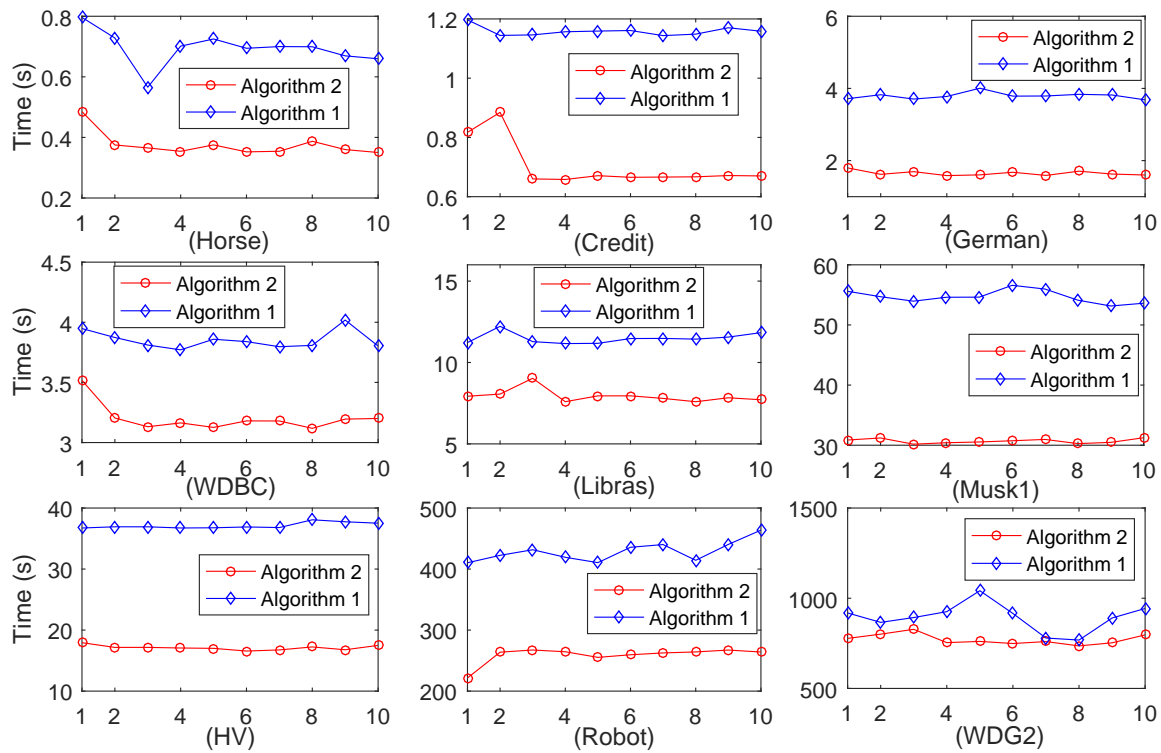 Time (s)
0.8
0.6
0.4
0.2
Algorithm 2
Algorithm 1
1 2 4 6 8 10
(Horse)
1.2
1
0.8
0.6
Algorithm 2
Algorithm 1
1 2 4 6 8 10
(Credit)
6
4
2
Algorithm 2
Algorithm 1
1 2 4 6 8 10
(German)
Time (s)
4.5
4
3.5
3
Algorithm 2
Algorithm 1
1 2 4 6 8 10
(WDBC)
15
10
5
Algorithm 2
Algorithm 1
1 2 4 6 8 10
(Libras)
60
50
40
30
Algorithm 2
Algorithm 1
1 2 4 6 8 10
(Musk1)
Time (s)
40
30
20
10
Algorithm 2
Algorithm 1
1 2 4 6 8 10
(HV)
500
400
300
200
Algorithm 2
Algorithm 1
1 2 4 6 8 10
(Robot)
1500
1000
500
Algorithm 2
Algorithm 1
1 2 4 6 8 10
(WDG2)